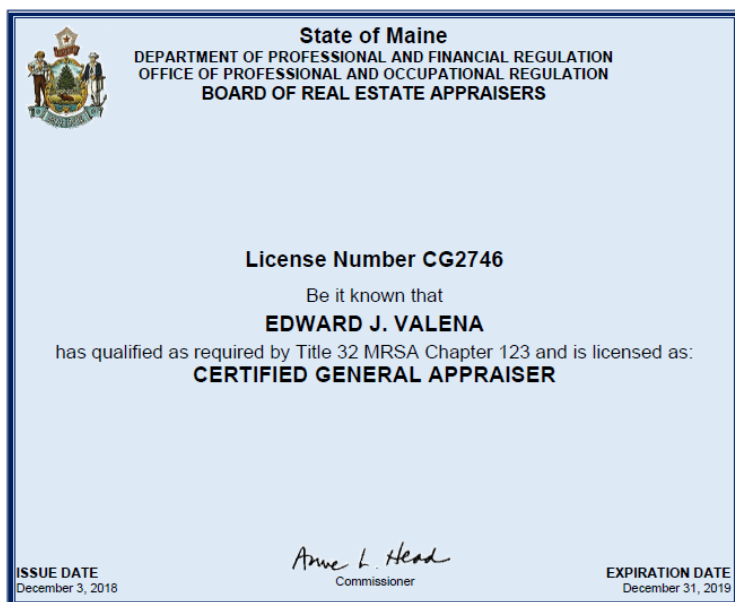 State of Maine
DEPARTMENT OF PROFESSIONAL AND FINANCIAL REGULATION
OFFICE OF PROFESSIONAL AND OCCUPATIONAL REGULATION
BOARD OF REAL ESTATE APPRAISERS
License Number CG2746
Be it known that
EDWARD J. VALENA
has qualified as required by Title 32 MRSA Chapter 123 and is licensed as:
CERTIFIED GENERAL APPRAISER
Anne L. Head
Commissioner
ISSUE DATE
December 3, 2018
EXPIRATION DATE
December 31, 2019